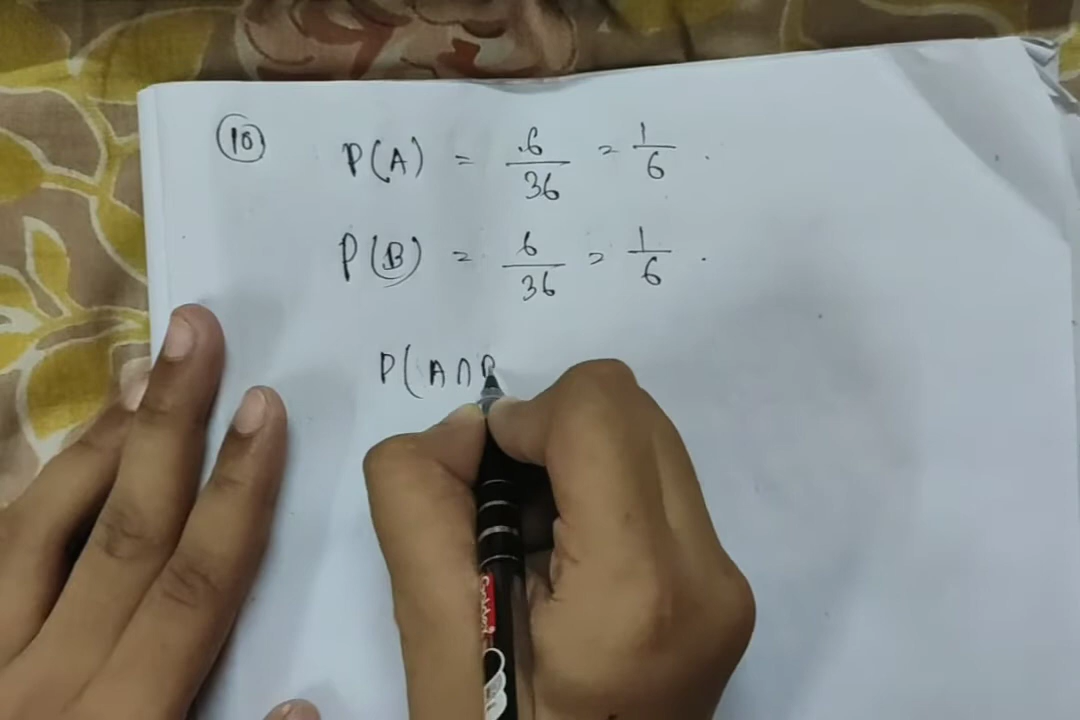 (10) P(A) = 6/36 = 1/6 .
P(B) = 6/36 = 1/6 .
P(A∩